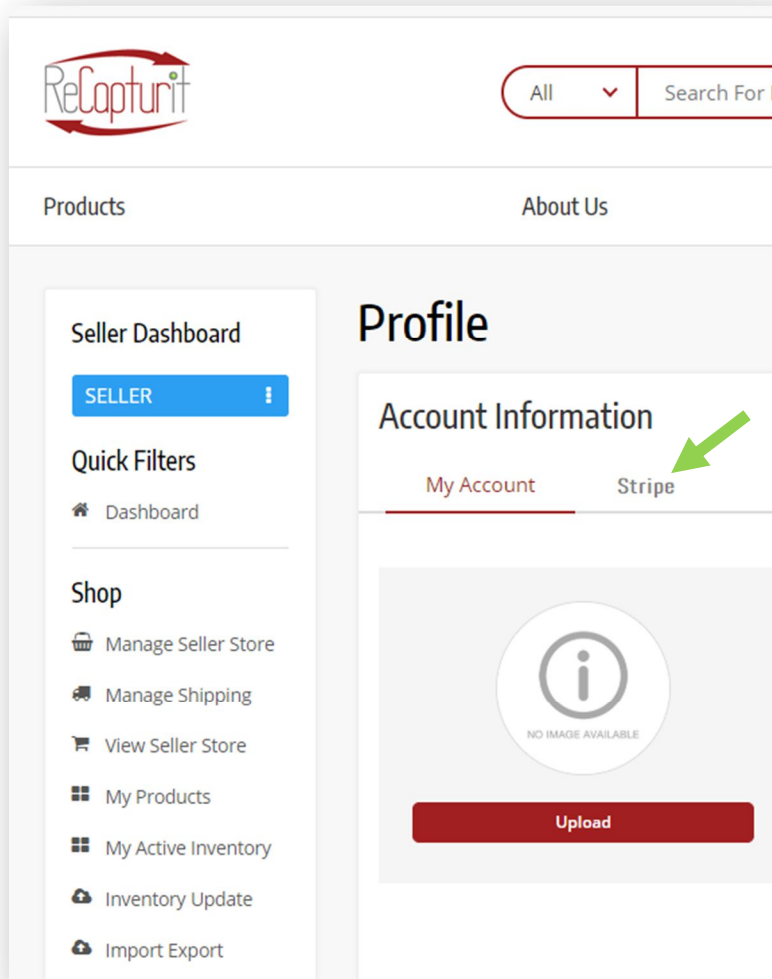 ReCapturit
All
Search For
Products
About Us
Seller Dashboard
SELLER
Quick Filters
Dashboard
Shop
Manage Seller Store
Manage Shipping
View Seller Store
My Products
My Active Inventory
Inventory Update
Import Export
Profile
Account Information
My Account
Stripe
NO IMAGE AVAILABLE
Upload